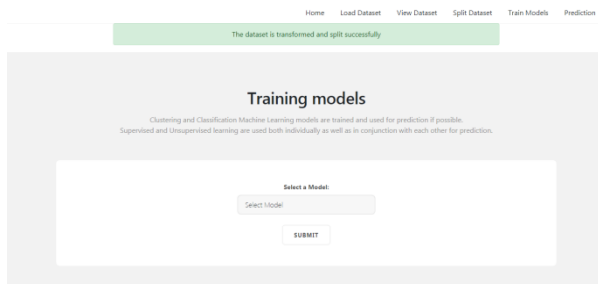 Home Load Dataset View Dataset Split Dataset Train Models Prediction
The dataset is transformed and split successfully
Training models
Clustering and Classification Machine Learning models are trained and used for prediction if possible.
Supervised and Unsupervised learning are used both individually as well as in conjunction with each other for prediction.
Select a Model:
Select Model
SUBMIT